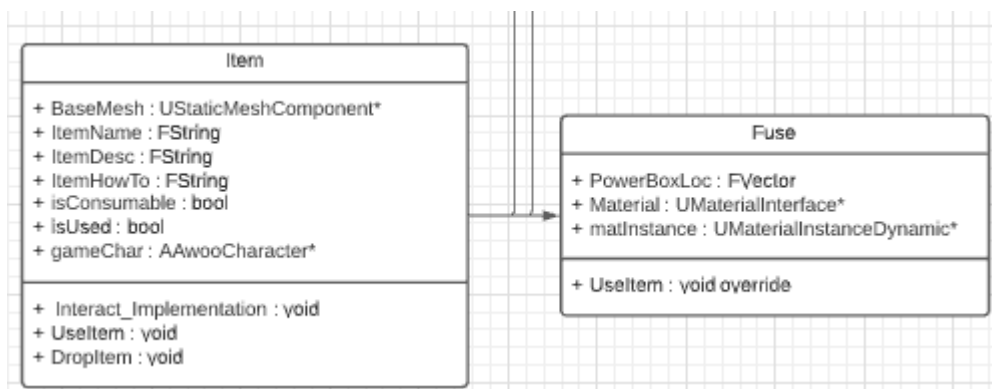 Item
+ BaseMesh : UStaticMeshComponent*
+ ItemName : FString
+ ItemDesc : FString
+ ItemHowTo : FString
+ isConsumable : bool
+ isUsed : bool
+ gameChar : AAwooCharacter*
+ Interact_Implementation : void
+ UseItem : void
+ DropItem : void
Fuse
+ PowerBoxLoc : FVector
+ Material : UMaterialInterface*
+ matInstance : UMaterialInstanceDynamic*
+ UseItem : void override